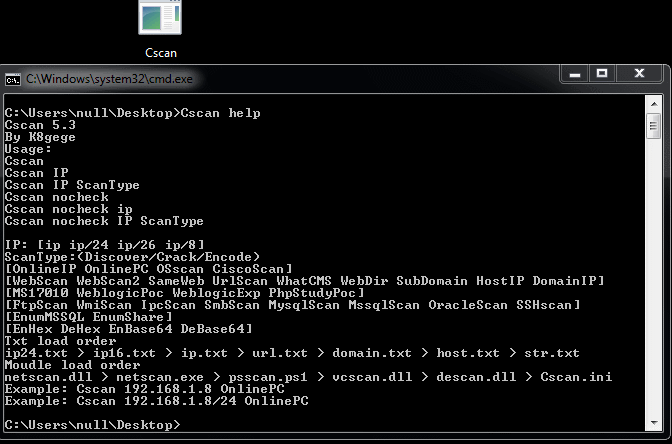 Cscan
C:\Windows\system32\cmd.exe
C:\Users\null\Desktop>Cscan help
Cscan 5.3
By K8gege
Usage:
Cscan
Cscan IP
Cscan IP ScanType
Cscan nocheck
Cscan nocheck ip
Cscan nocheck IP ScanType
IP: [ip ip/24 ip/26 ip/8]
ScanType:(Discover/Crack/Encode)
[OnlineIP OnlinePC OSscan CiscoScan]
[WebScan WebScan2 SameWeb UrlScan WhatCMS WebDir SubDomain HostIP DomainIP]
[MS17010 WeblogicPoc WeblogicExp PhpStudyPoc]
[FtpScan WmiScan IpcScan SmbScan MysqlScan MssqlScan OracleScan SSHscan]
[EnumMSSQL EnumShare]
[EnHex DeHex EnBase64 DeBase64]
Txt load order
ip24.txt > ip16.txt > ip.txt > url.txt > domain.txt > host.txt > str.txt
Moudle load order
netscan.dll > netscan.exe > psscan.ps1 > vcscan.dll > descan.dll > Cscan.ini
Example: Cscan 192.168.1.8 OnlinePC
Example: Cscan 192.168.1.8/24 OnlinePC
C:\Users\null\Desktop>